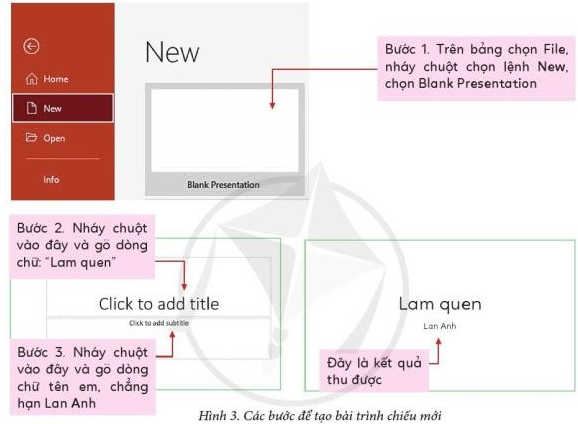 New
Home
New
Open
Info
Blank Presentation
Bước 1. Trên bảng chọn File,
nháy chuột chọn lệnh New,
chọn Blank Presentation
Bước 2. Nháy chuột
vào đây và gõ dòng
chữ: “Lam quen”
Click to add title
Click to add subtitle
Bước 3. Nháy chuột
vào đây và gõ dòng
chữ tên em, chẳng
hạn Lan Anh
Lam quen
Lan Anh
Đây là kết quả
thu được
Hình 3. Các bước để tạo bài trình chiếu mới